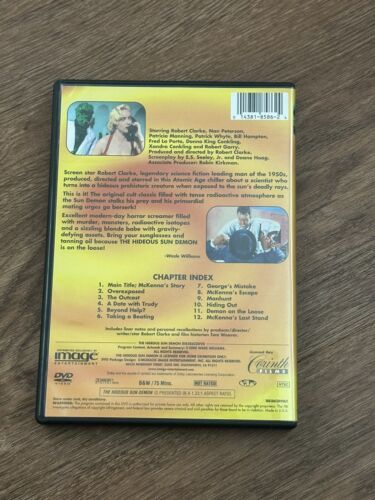 14381-8586-2
Starring Robert Clarke, Nan Peterson,
Patricia Manning, Patrick Whyte, Bill Hampton,
Fred La Porta, Donna King Conkling,
Xandra Conkling and Robert Garry.
Produced and directed by Robert Clarke.
Screenplay by E.S. Seeley, Jr. and Doane Hoag.
Associate Producer: Robin Kirkman.
Screen star Robert Clarke, legendary science fiction leading man of the 1950s,
produced, directed and starred in this Atomic Age chiller about a scientist who
turns into a hideous prehistoric creature when exposed to the sun's deadly rays.
This is it! The original cult classic filled with tense radioactive atmosphere as
the Sun Demon stalks his prey and his primordial
mating urges go berserk!
Excellent modern-day horror screamer filled
with murder, monsters, radioactive isotopes
and a sizzling blonde babe with gravity-
defying assets. Bring your sunglasses and
tanning oil because THE HIDEOUS SUN DEMON
is on the loose!
—Wade Williams
CHAPTER INDEX
1. Main Title; McKenna's Story
2. Overexposed
3. The Outcast
4. A Date with Trudy
5. Beyond Help?
6. Taking a Beating
7. George's Mistake
8. McKenna's Escape
9. Manhunt
10. Hiding Out
11. Demon on the Loose
12. McKenna's Last Stand
Includes liner notes and personal recollections by producer/director/
writer/star Robert Clarke and film historian Tom Weaver.
image
ENTERTAINMENT
Corinth
FILMS
DVD
VIDEO
B&W / 75 Mins.
NOT RATED
NTSC
THE HIDEOUS SUN DEMON IS PRESENTED IN A 1.33:1 ASPECT RATIO.